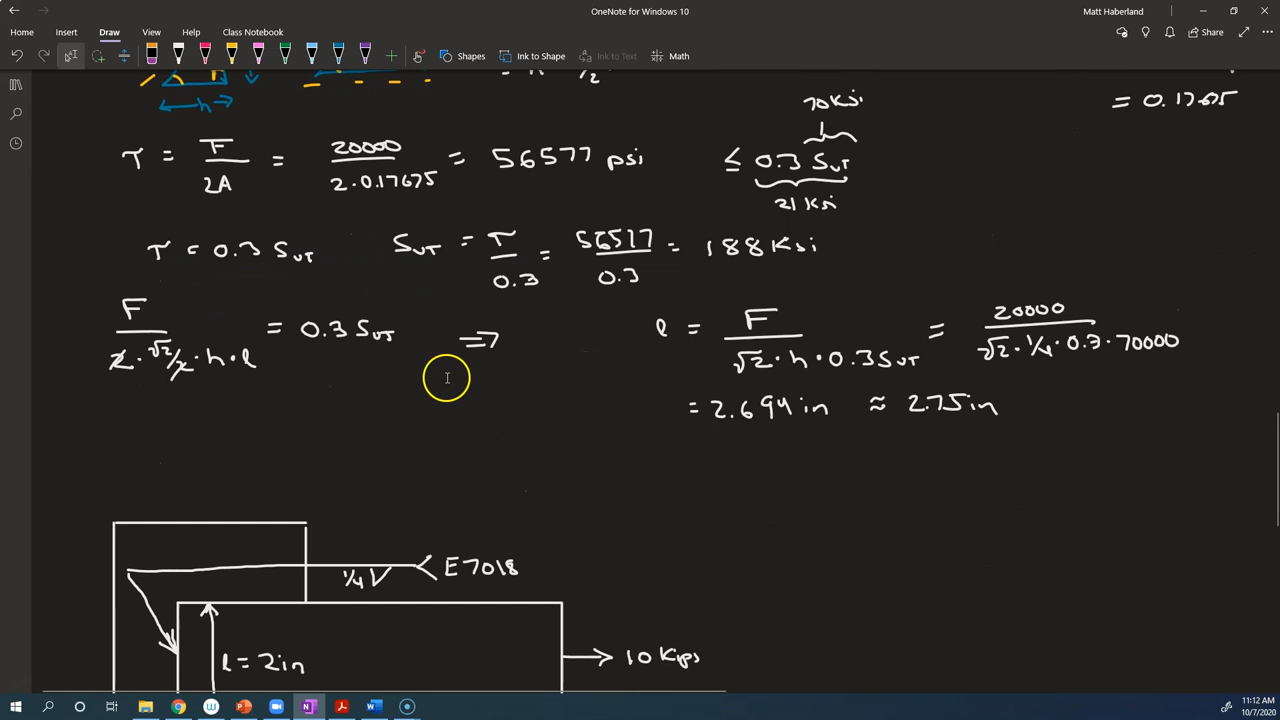 OneNote for Windows 10
Matt Haberland
Home Insert Draw View Help Class Notebook
Share
Shapes Ink to Shape Ink to Text Math
h
70 Ksi
= 0.17675
τ = F/2A = 20000/2·0.17675 = 56577 psi ≤ 0.3 SUT
21 Ksi
τ = 0.3 SUT SUT = τ/0.3 = 56577/0.3 = 188 Ksi
F/2·√2/2·h·l = 0.3 SUT => l = F/√2·h·0.3SUT = 20000/√2·1/4·0.3·70000
= 2.694 in ≈ 2.75 in
1/4 E7018
l = 2in
10 Kips
11:12 AM
10/7/2020